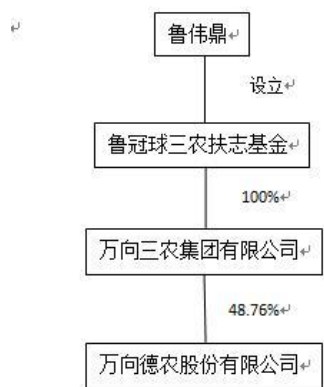 鲁伟鼎
设立
鲁冠球三农扶志基金
100%
万向三农集团有限公司
48.76%
万向德农股份有限公司